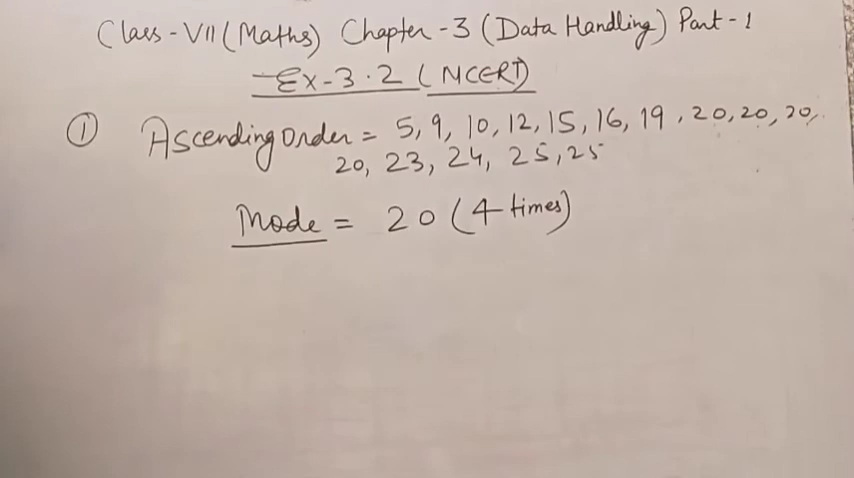 Class - VII (Maths) Chapter - 3 (Data Handling) Part - 1
Ex - 3.2 (NCERT)
① Ascending Order = 5, 9, 10, 12, 15, 16, 19, 20, 20, 20,
20, 23, 24, 25, 25
Mode = 20 (4 times)